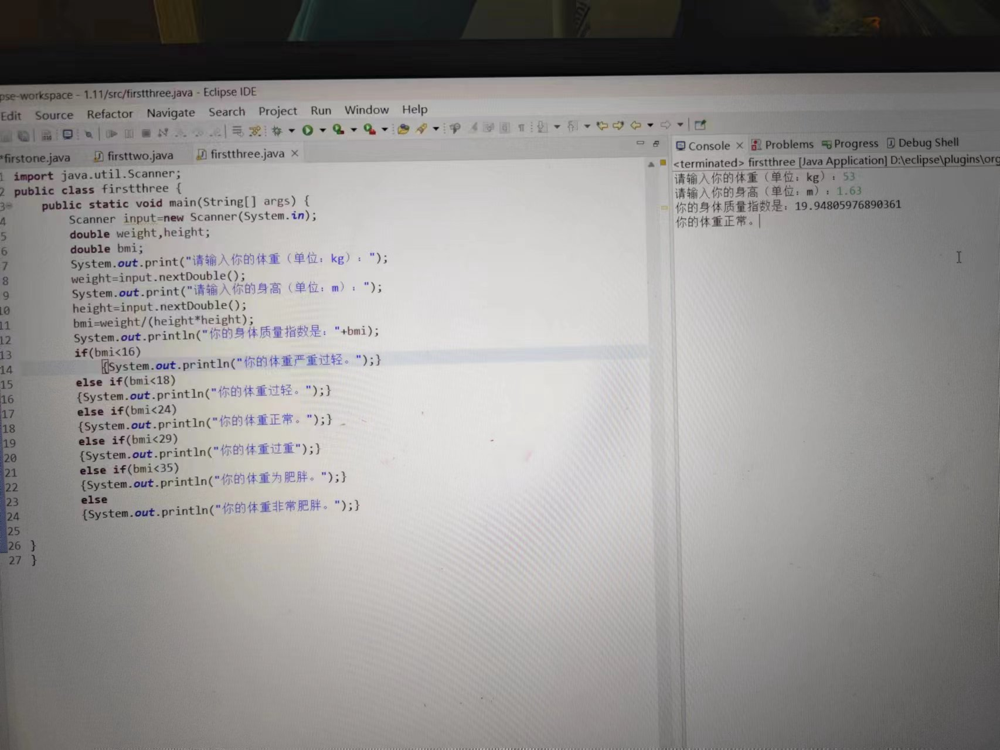 pse-workspace - 1.11/src/firstthree.java - Eclipse IDE
Edit Source Refactor Navigate Search Project Run Window Help
*firstone.java firsttwo.java firstthree.java
1 import java.util.Scanner;
2 public class firstthree {
3 public static void main(String[] args) {
4 Scanner input=new Scanner(System.in);
5 double weight,height;
6 double bmi;
7 System.out.print("请输入你的体重（单位：kg）：");
8 weight=input.nextDouble();
9 System.out.print("请输入你的身高（单位：m）：");
10 height=input.nextDouble();
11 bmi=weight/(height*height);
12 System.out.println("你的身体质量指数是："+bmi);
13 if(bmi<16)
14 {System.out.println("你的体重严重过轻。");}
15 else if(bmi<18)
16 {System.out.println("你的体重过轻。");}
17 else if(bmi<24)
18 {System.out.println("你的体重正常。");}
19 else if(bmi<29)
20 {System.out.println("你的体重过重");}
21 else if(bmi<35)
22 {System.out.println("你的体重为肥胖。");}
23 else
24 {System.out.println("你的体重非常肥胖。");}
25
26 }
27 }
Console Problems Progress Debug Shell
<terminated> firstthree [Java Application] D:\eclipse\plugins\org
请输入你的体重（单位：kg）：53
请输入你的身高（单位：m）：1.63
你的身体质量指数是：19.94805976890361
你的体重正常。